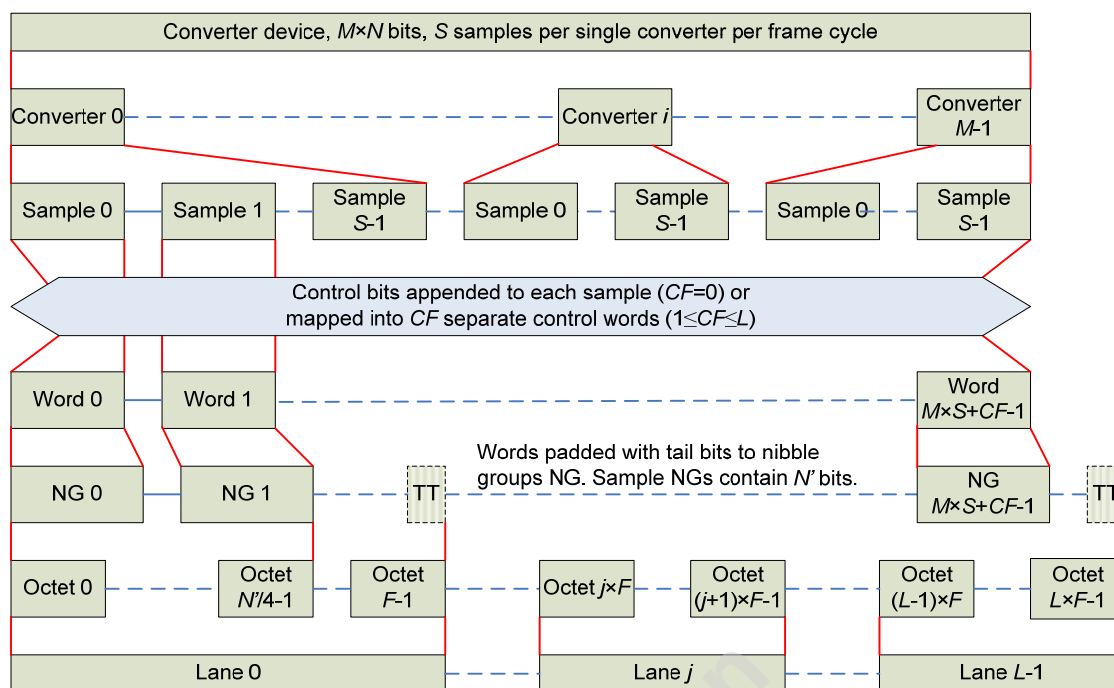 Converter device, M×N bits, S samples per single converter per frame cycle
Converter 0
Converter i
Converter
M-1
Sample 0
Sample 1
Sample
S-1
Sample 0
Sample
S-1
Sample 0
Sample
S-1
Control bits appended to each sample (CF=0) or
mapped into CF separate control words (1≤CF≤L)
Word 0
Word 1
Word
M×S+CF-1
Words padded with tail bits to nibble
groups NG. Sample NGs contain N' bits.
NG 0
NG 1
TT
NG
M×S+CF-1
TT
Octet 0
Octet
N'/4-1
Octet
F-1
Octet j×F
Octet
(j+1)×F-1
Octet
(L-1)×F
Octet
L×F-1
Lane 0
Lane j
Lane L-1